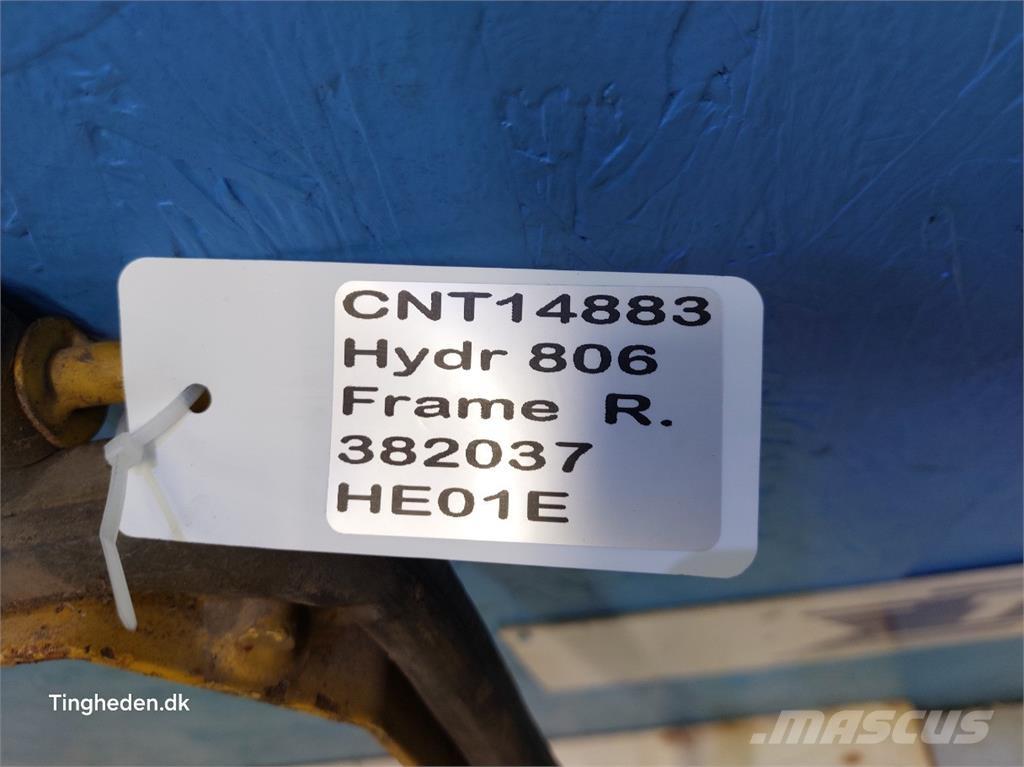 CNT14883
Hydr 806
Frame R.
382037
HE01E
Tingheden.dk
MASCUS